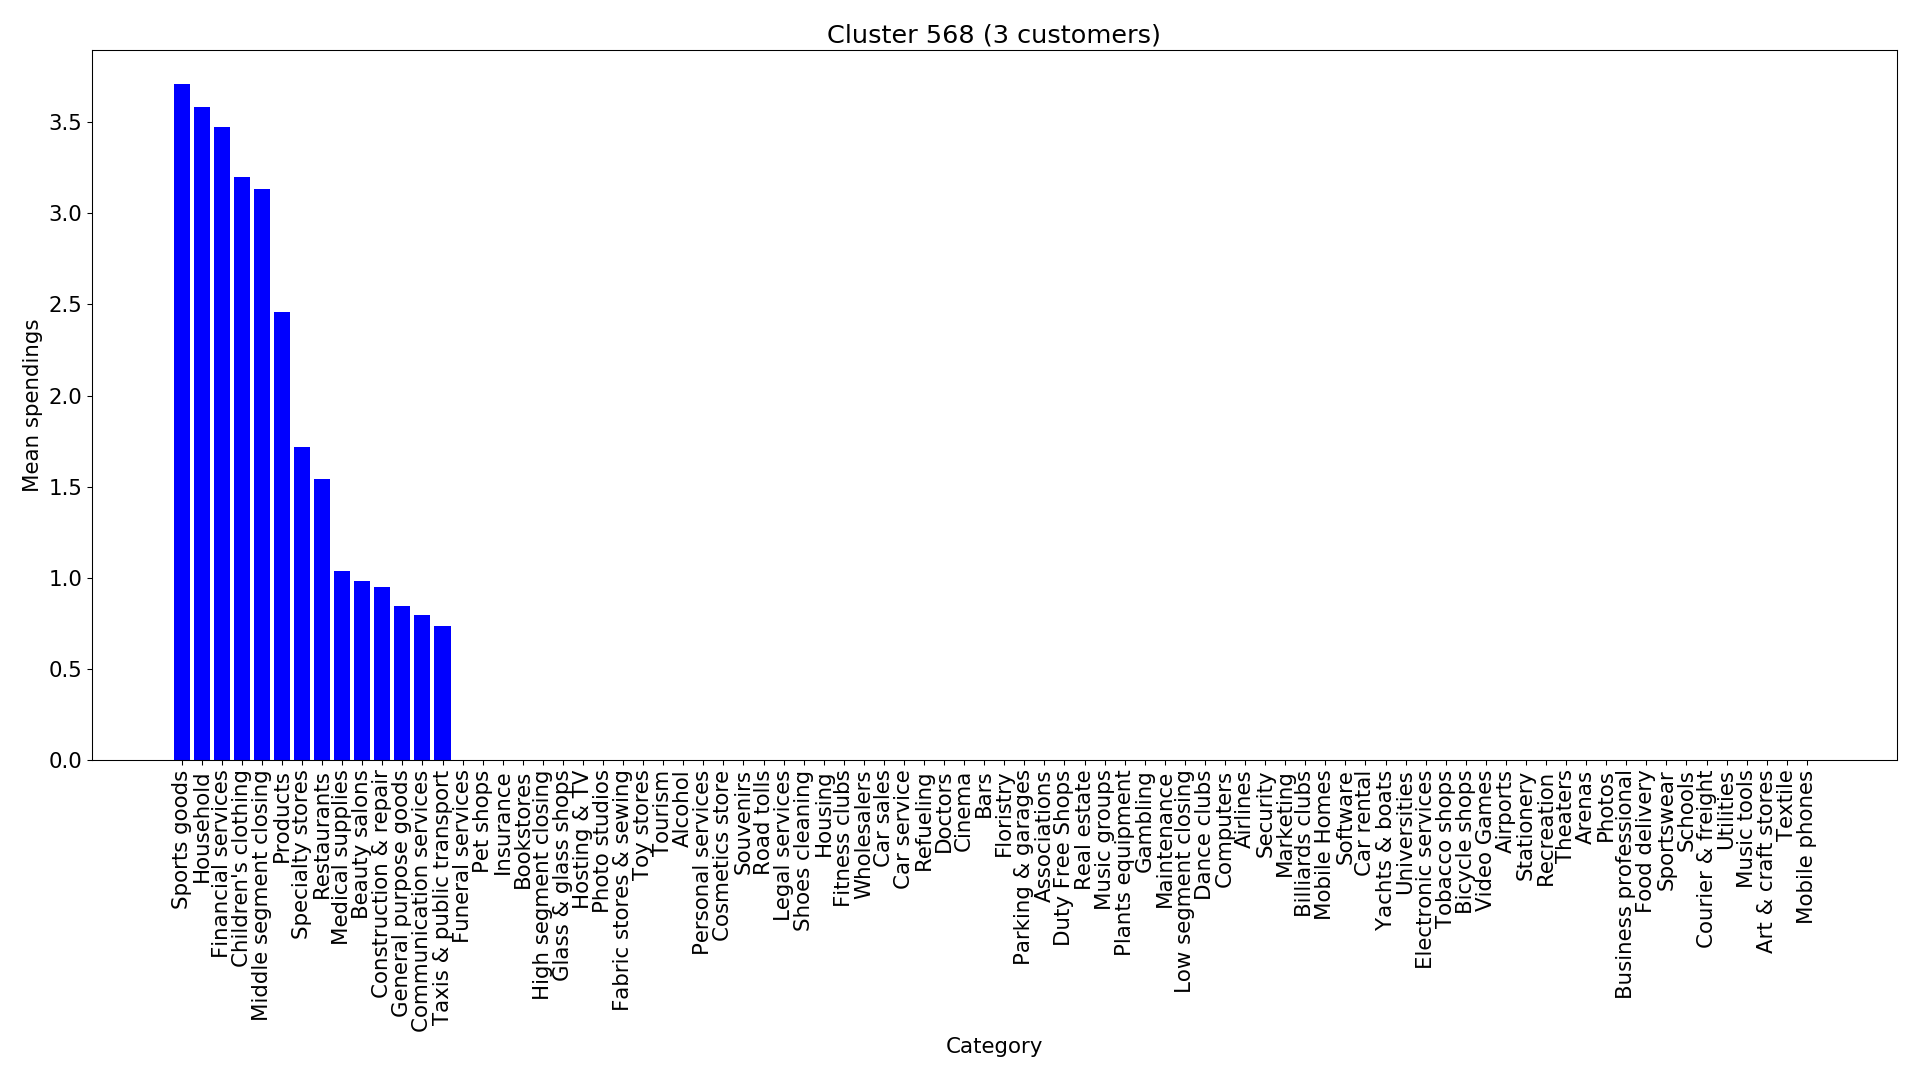 Cluster 568 (3 customers)
Mean spendings
3.5
3.0
2.5
2.0
1.5
1.0
0.5
0.0
Sports goods
Household
Financial services
Children's clothing
Middle segment closing
Products
Specialty stores
Restaurants
Medical supplies
Beauty salons
Construction & repair
General purpose goods
Communication services
Taxis & public transport
Funeral services
Pet shops
Insurance
Bookstores
High segment closing
Glass & glass shops
Hosting & TV
Photo studios
Fabric stores & sewing
Toy stores
Tourism
Alcohol
Personal services
Cosmetics store
Souvenirs
Road tolls
Legal services
Shoes cleaning
Housing
Fitness clubs
Wholesalers
Car sales
Car service
Refueling
Doctors
Cinema
Bars
Floristry
Parking & garages
Associations
Duty Free Shops
Real estate
Music groups
Plants equipment
Gambling
Maintenance
Low segment closing
Dance clubs
Computers
Airlines
Security
Marketing
Billiards clubs
Mobile Homes
Software
Car rental
Yachts & boats
Universities
Electronic services
Tobacco shops
Bicycle shops
Video Games
Airports
Stationery
Recreation
Theaters
Arenas
Photos
Business professional
Food delivery
Sportswear
Schools
Courier & freight
Utilities
Music tools
Art & craft stores
Textile
Mobile phones
Category